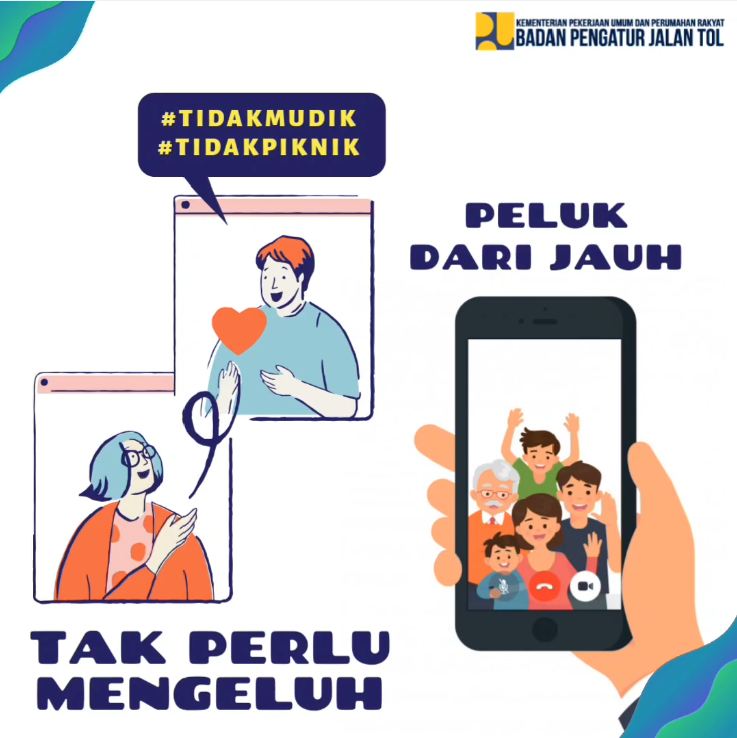 KEMENTERIAN PEKERJAAN UMUM DAN PERUMAHAN RAKYAT
BADAN PENGATUR JALAN TOL
#TIDAKMUDIK
#TIDAKPIKNIK
PELUK
DARI JAUH
TAK PERLU
MENGELUH